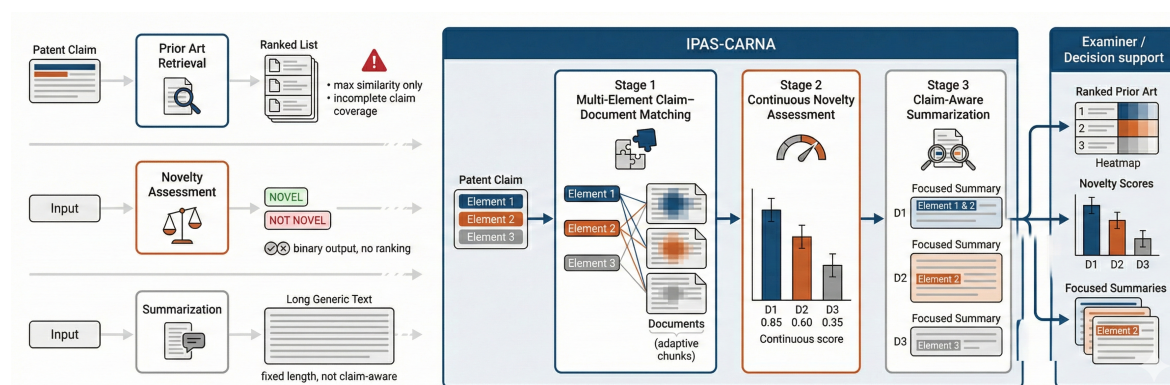 Patent Claim
Prior Art
Retrieval
Ranked List
• max similarity only
• incomplete claim
coverage
Input
Novelty
Assessment
NOVEL
NOT NOVEL
binary output, no ranking
Input
Summarization
Long Generic Text
fixed length, not claim-aware
IPAS-CARNA
Patent Claim
Element 1
Element 2
Element 3
Stage 1
Multi-Element Claim–
Document Matching
Element 1
Element 2
Element 3
Documents
(adaptive
chunks)
Stage 2
Continuous Novelty
Assessment
D1 D2 D3
0.85 0.60 0.35
Continuous score
Stage 3
Claim-Aware
Summarization
Focused Summary
D1
Element 1 & 2
Focused Summary
D2
Element 2
Focused Summary
D3
Element 3
Examiner /
Decision support
Ranked Prior Art
1
2
3
Heatmap
Novelty Scores
D1 D2 D3
Focused Summaries
Element 2